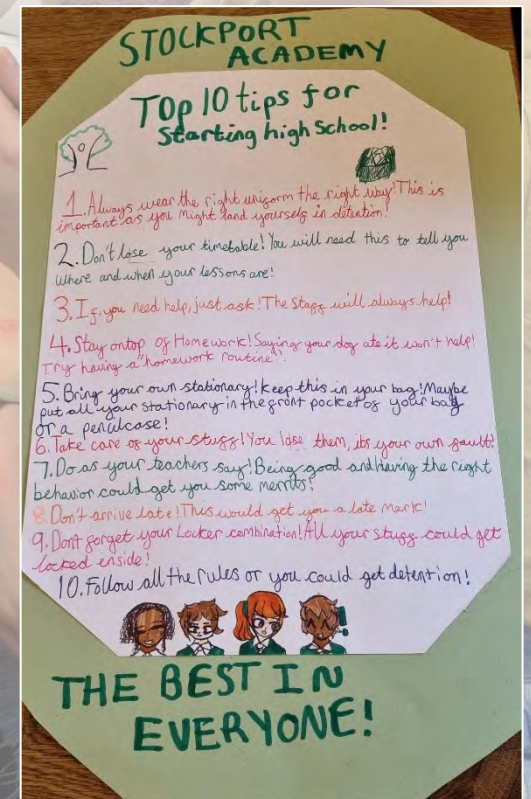 STOCKPORT
ACADEMY
Top 10 tips for
Starting high School!
1. Always wear the right uniform the right way! This is
important as you might land yourself in detention!
2. Don't lose your timetable! You will need this to tell you
where and when your lessons are!
3. If you need help, just ask! The staff will always help!
4. Stay ontop of Homework! Saying your dog ate it won't help!
Try having a "homework routine".
5. Bring your own stationary! Keep this in your bag! Maybe
put all your stationary in the front pocket of your bag
or a pencilcase!
6. Take care of your stuff! You lose them, its your own fault!
7. Do as your teachers say! Being good and having the right
behavior could get you some merits!
8. Don't arrive late! This would get you a late mark!
9. Dont forget your Locker combination! All your stuff could get
locked inside!
10. Follow all the rules or you could get detention!
THE BEST IN
EVERYONE!